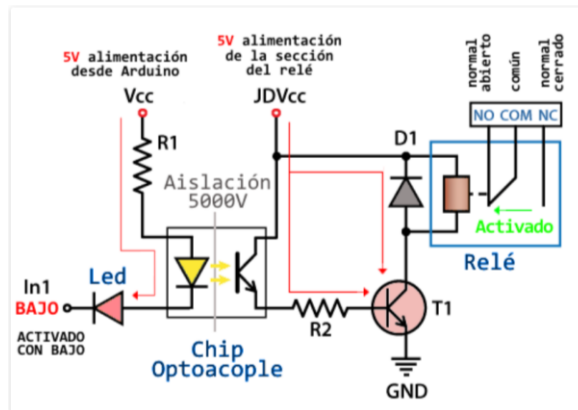 5V alimentación
desde Arduino
Vcc
5V alimentación
de la sección
del relé
JDVcc
normal
abierto
común
normal
cerrado
NO COM NC
R1
D1
Aislación
5000V
Activado
Relé
In1
BAJO
Led
ACTIVADO
CON BAJO
R2
T1
Chip
Optoacople
GND